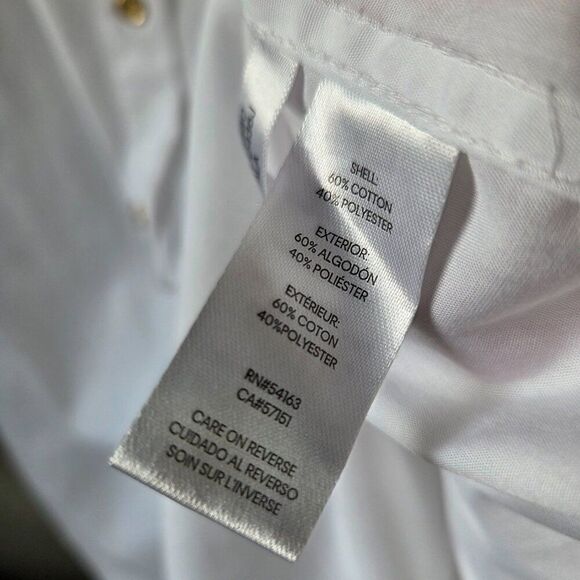 SHELL:
60% COTTON
40% POLYESTER
EXTERIOR:
60% ALGODÓN
40% POLIÉSTER
EXTÉRIEUR:
60% COTON
40%POLYESTER
RN#54163
CA#57151
CARE ON REVERSE
CUIDADO AL REVERSO
SOIN SUR L'INVERSE